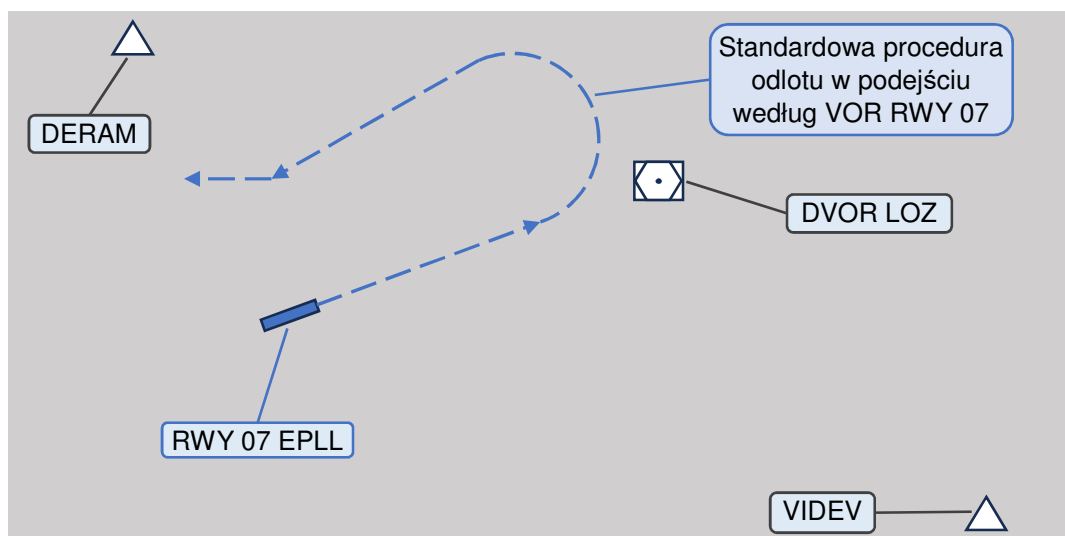 Standardowa procedura
odlotu w podejściu
według VOR RWY 07
DERAM
DVOR LOZ
RWY 07 EPLL
VIDEV